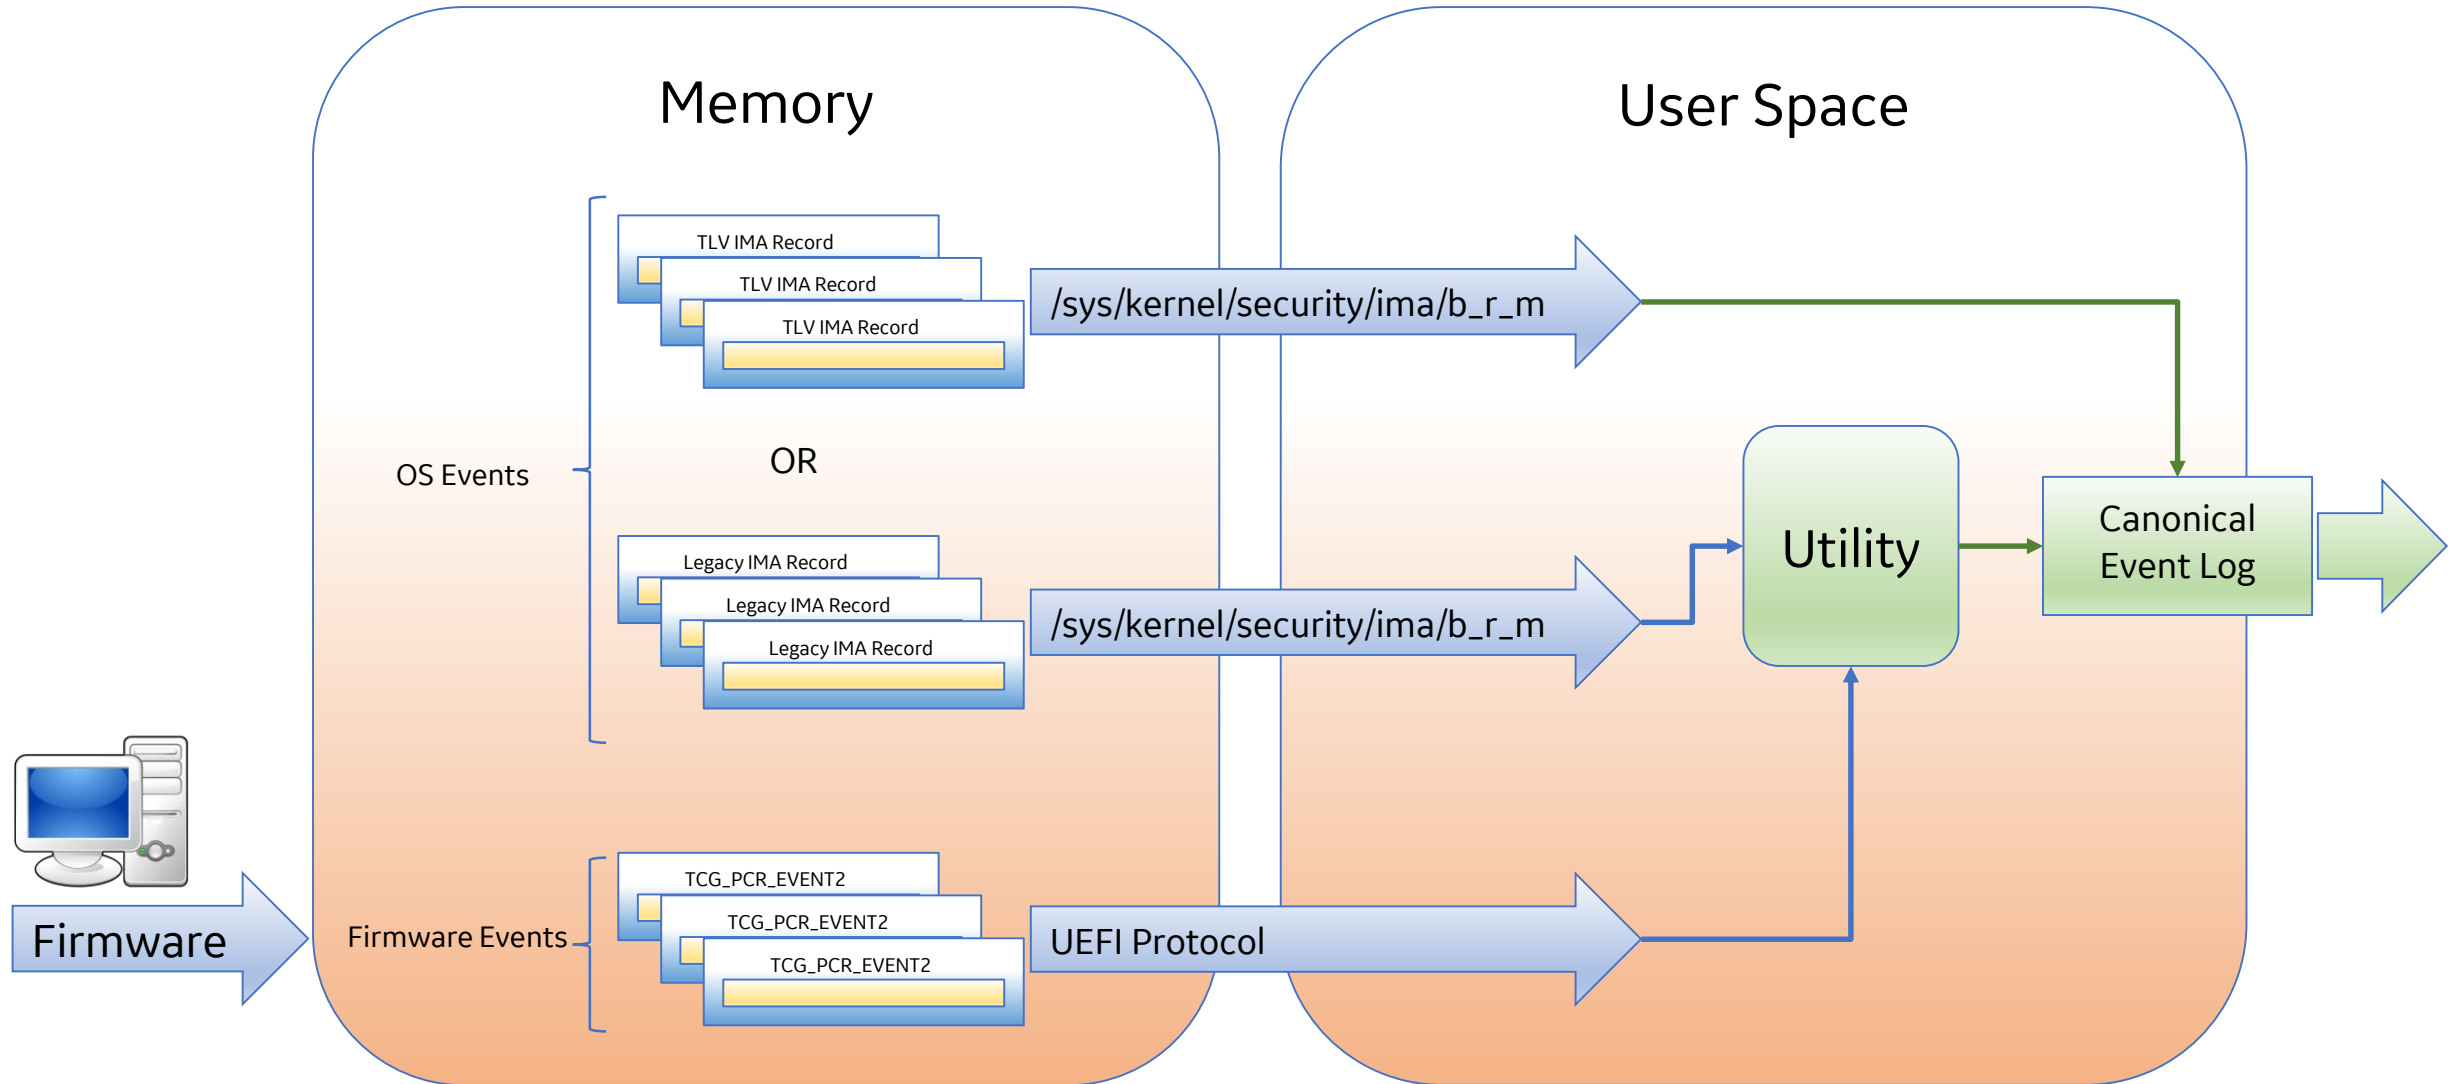 Memory
User Space
TLV IMA Record
TLV IMA Record
TLV IMA Record
/sys/kernel/security/ima/b_r_m
OS Events
OR
Legacy IMA Record
Legacy IMA Record
Legacy IMA Record
/sys/kernel/security/ima/b_r_m
Utility
Canonical
Event Log
Firmware
Firmware Events
TCG_PCR_EVENT2
TCG_PCR_EVENT2
TCG_PCR_EVENT2
UEFI Protocol